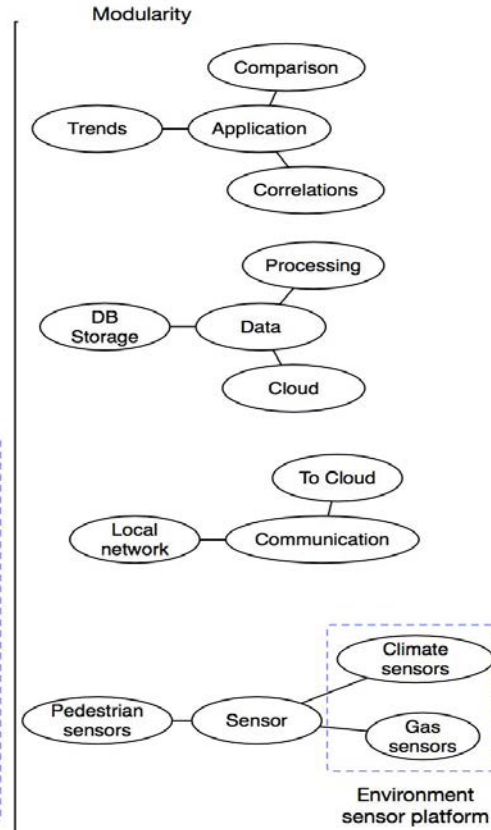 Modularity
Comparison
Trends
Application
Correlations
Processing
DB
Storage
Data
Cloud
To Cloud
Local
network
Communication
Climate
sensors
Pedestrian
sensors
Sensor
Gas
sensors
Environment
sensor platform